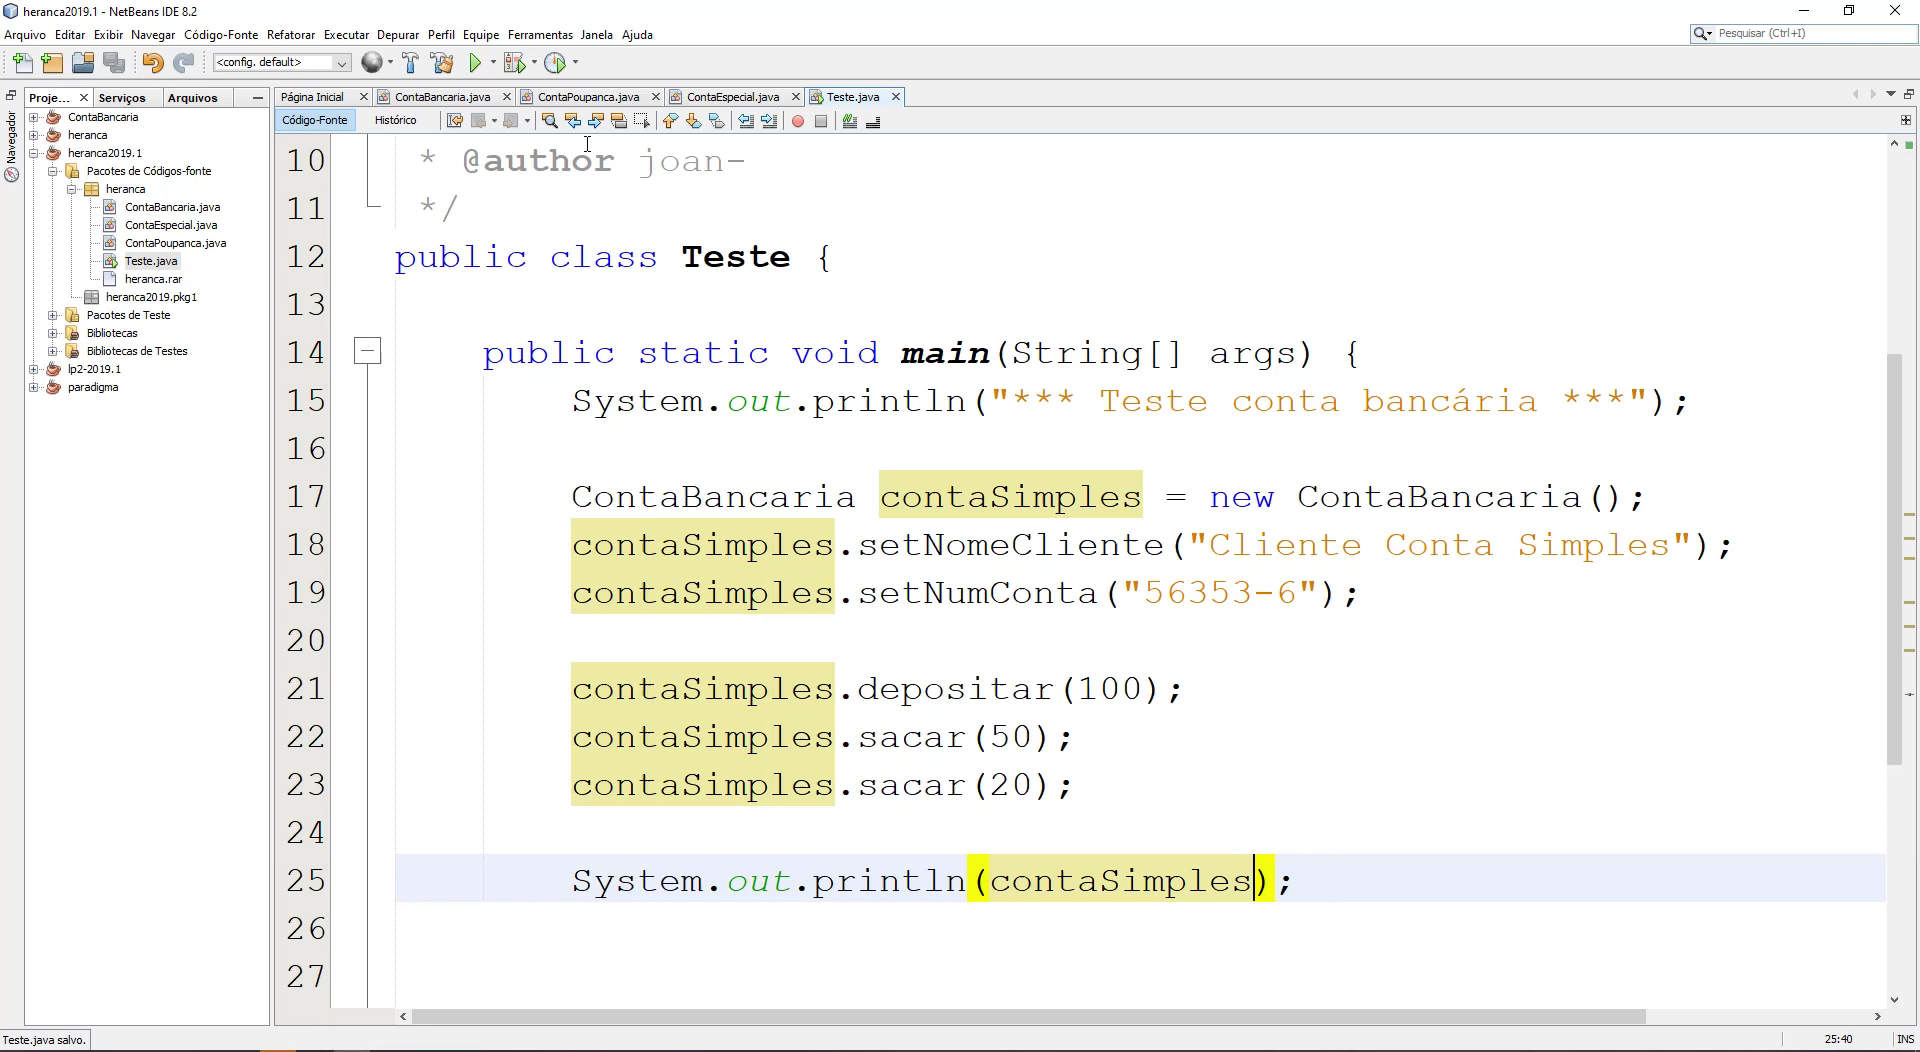 heranca2019.1 - NetBeans IDE 8.2
Arquivo Editar Exibir Navegar Código-Fonte Refatorar Executar Depurar Perfil Equipe Ferramentas Janela Ajuda
Pesquisar (Ctrl+I)
<config. default>
Proje... Serviços Arquivos
Página Inicial ContaBancaria.java ContaPoupanca.java ContaEspecial.java Teste.java
Código-Fonte Histórico
Navegador
ContaBancaria
heranca
heranca2019.1
Pacotes de Códigos-fonte
heranca
ContaBancaria.java
ContaEspecial.java
ContaPoupanca.java
Teste.java
heranca.rar
heranca2019.pkg1
Pacotes de Teste
Bibliotecas
Bibliotecas de Testes
lp2-2019.1
paradigma
10 * @author joan-
11 */
12 public class Teste {
13
14 public static void main(String[] args) {
15 System.out.println("*** Teste conta bancária ***");
16
17 ContaBancaria contaSimples = new ContaBancaria();
18 contaSimples.setNomeCliente("Cliente Conta Simples");
19 contaSimples.setNumConta("56353-6");
20
21 contaSimples.depositar(100);
22 contaSimples.sacar(50);
23 contaSimples.sacar(20);
24
25 System.out.println(contaSimples);
26
27
Teste.java salvo.
25:40 INS